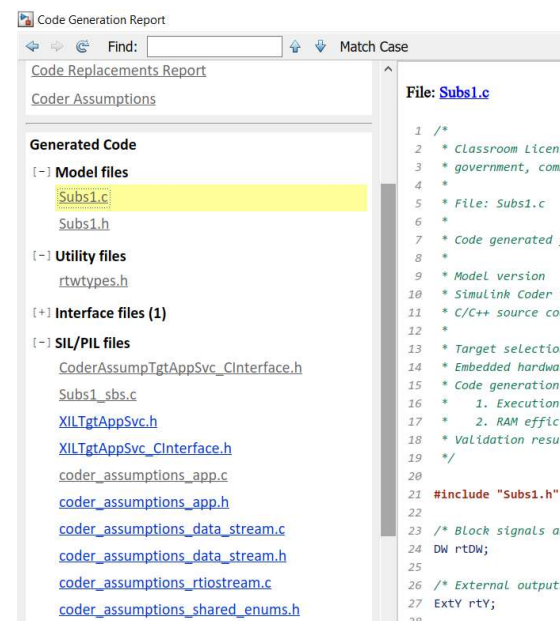 Code Generation Report
Find:
Match Case
Code Replacements Report
Coder Assumptions
Generated Code
[-] Model files
Subs1.c
Subs1.h
[-] Utility files
rtwtypes.h
[+] Interface files (1)
[-] SIL/PIL files
CoderAssumpTgtAppSvc_CInterface.h
Subs1_sbs.c
XILTgtAppSvc.h
XILTgtAppSvc_CInterface.h
coder_assumptions_app.c
coder_assumptions_app.h
coder_assumptions_data_stream.c
coder_assumptions_data_stream.h
coder_assumptions_rtiostream.c
coder_assumptions_shared_enums.h
File: Subs1.c
1 /*
2 * Classroom Licen
3 * government, com
4 *
5 * File: Subs1.c
6 *
7 * Code generated
8 *
9 * Model version
10 * Simulink Coder
11 * C/C++ source co
12 *
13 * Target selectio
14 * Embedded hardwa
15 * Code generation
16 * 1. Execution
17 * 2. RAM effic
18 * Validation resu
19 */
20
21 #include "Subs1.h"
22
23 /* Block signals a
24 DW rtDW;
25
26 /* External output
27 ExtY rtY;
28